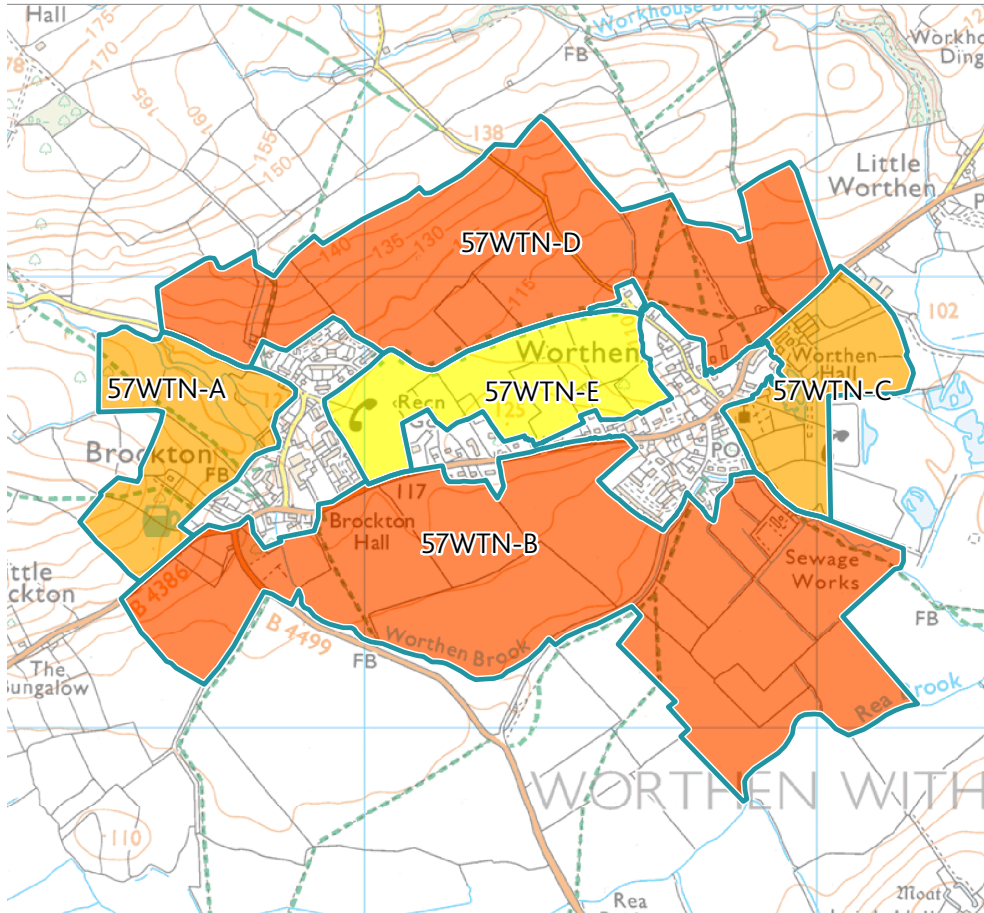 Hall
175
170
165
160
155
150
Workhouse Brook
FB
138
Little
Worthen
102
140
135
130
115
57WTN-D
Worthen
57WTN-A
57WTN-E
125
Worthen
Hall
57WTN-C
Recn
Brockton
FB
PO
117
Brockton
Hall
57WTN-B
Sewage
Works
B 4386
B 4499
Worthen Brook
FB
FB
The
Bungalow
Rea Brook
WORTHEN WITH
110
Rea
Moat